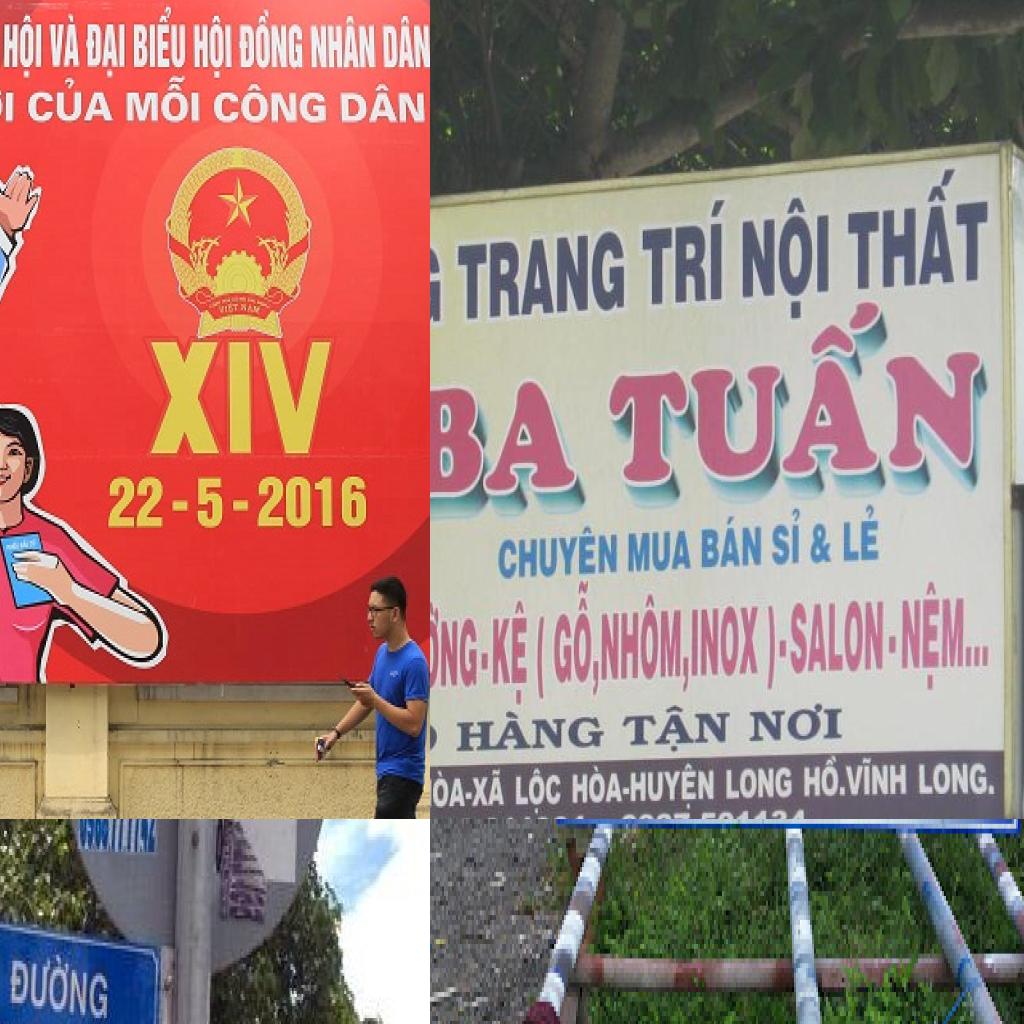 HỘI VÀ ĐẠI BIỂU HỘI ĐỒNG NHÂN DÂN
CỦA MỖI CÔNG DÂN
VIỆT NAM
XIV
22 - 5 - 2016
TRANG TRÍ NỘI THẤT
BA TUẤN
CHUYÊN MUA BÁN SỈ & LẺ
KỆ ( GỖ,NHÔM,INOX )-SALON-NỆM...
HÀNG TẬN NƠI
XÃ LỘC HÒA-HUYỆN LONG HỒ.VĨNH LONG.
ĐƯỜNG